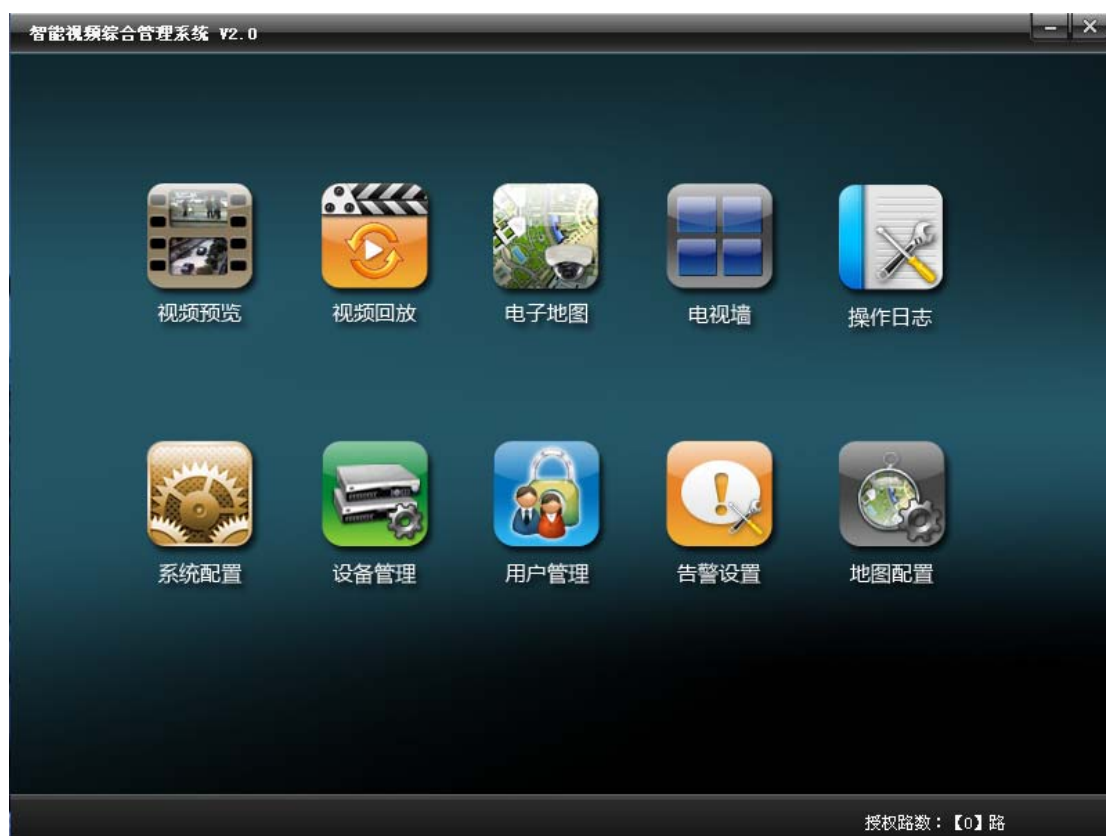 智能视频综合管理系统 V2.0
视频预览 视频回放 电子地图 电视墙 操作日志
系统配置 设备管理 用户管理 告警设置 地图配置
授权路数：【0】路